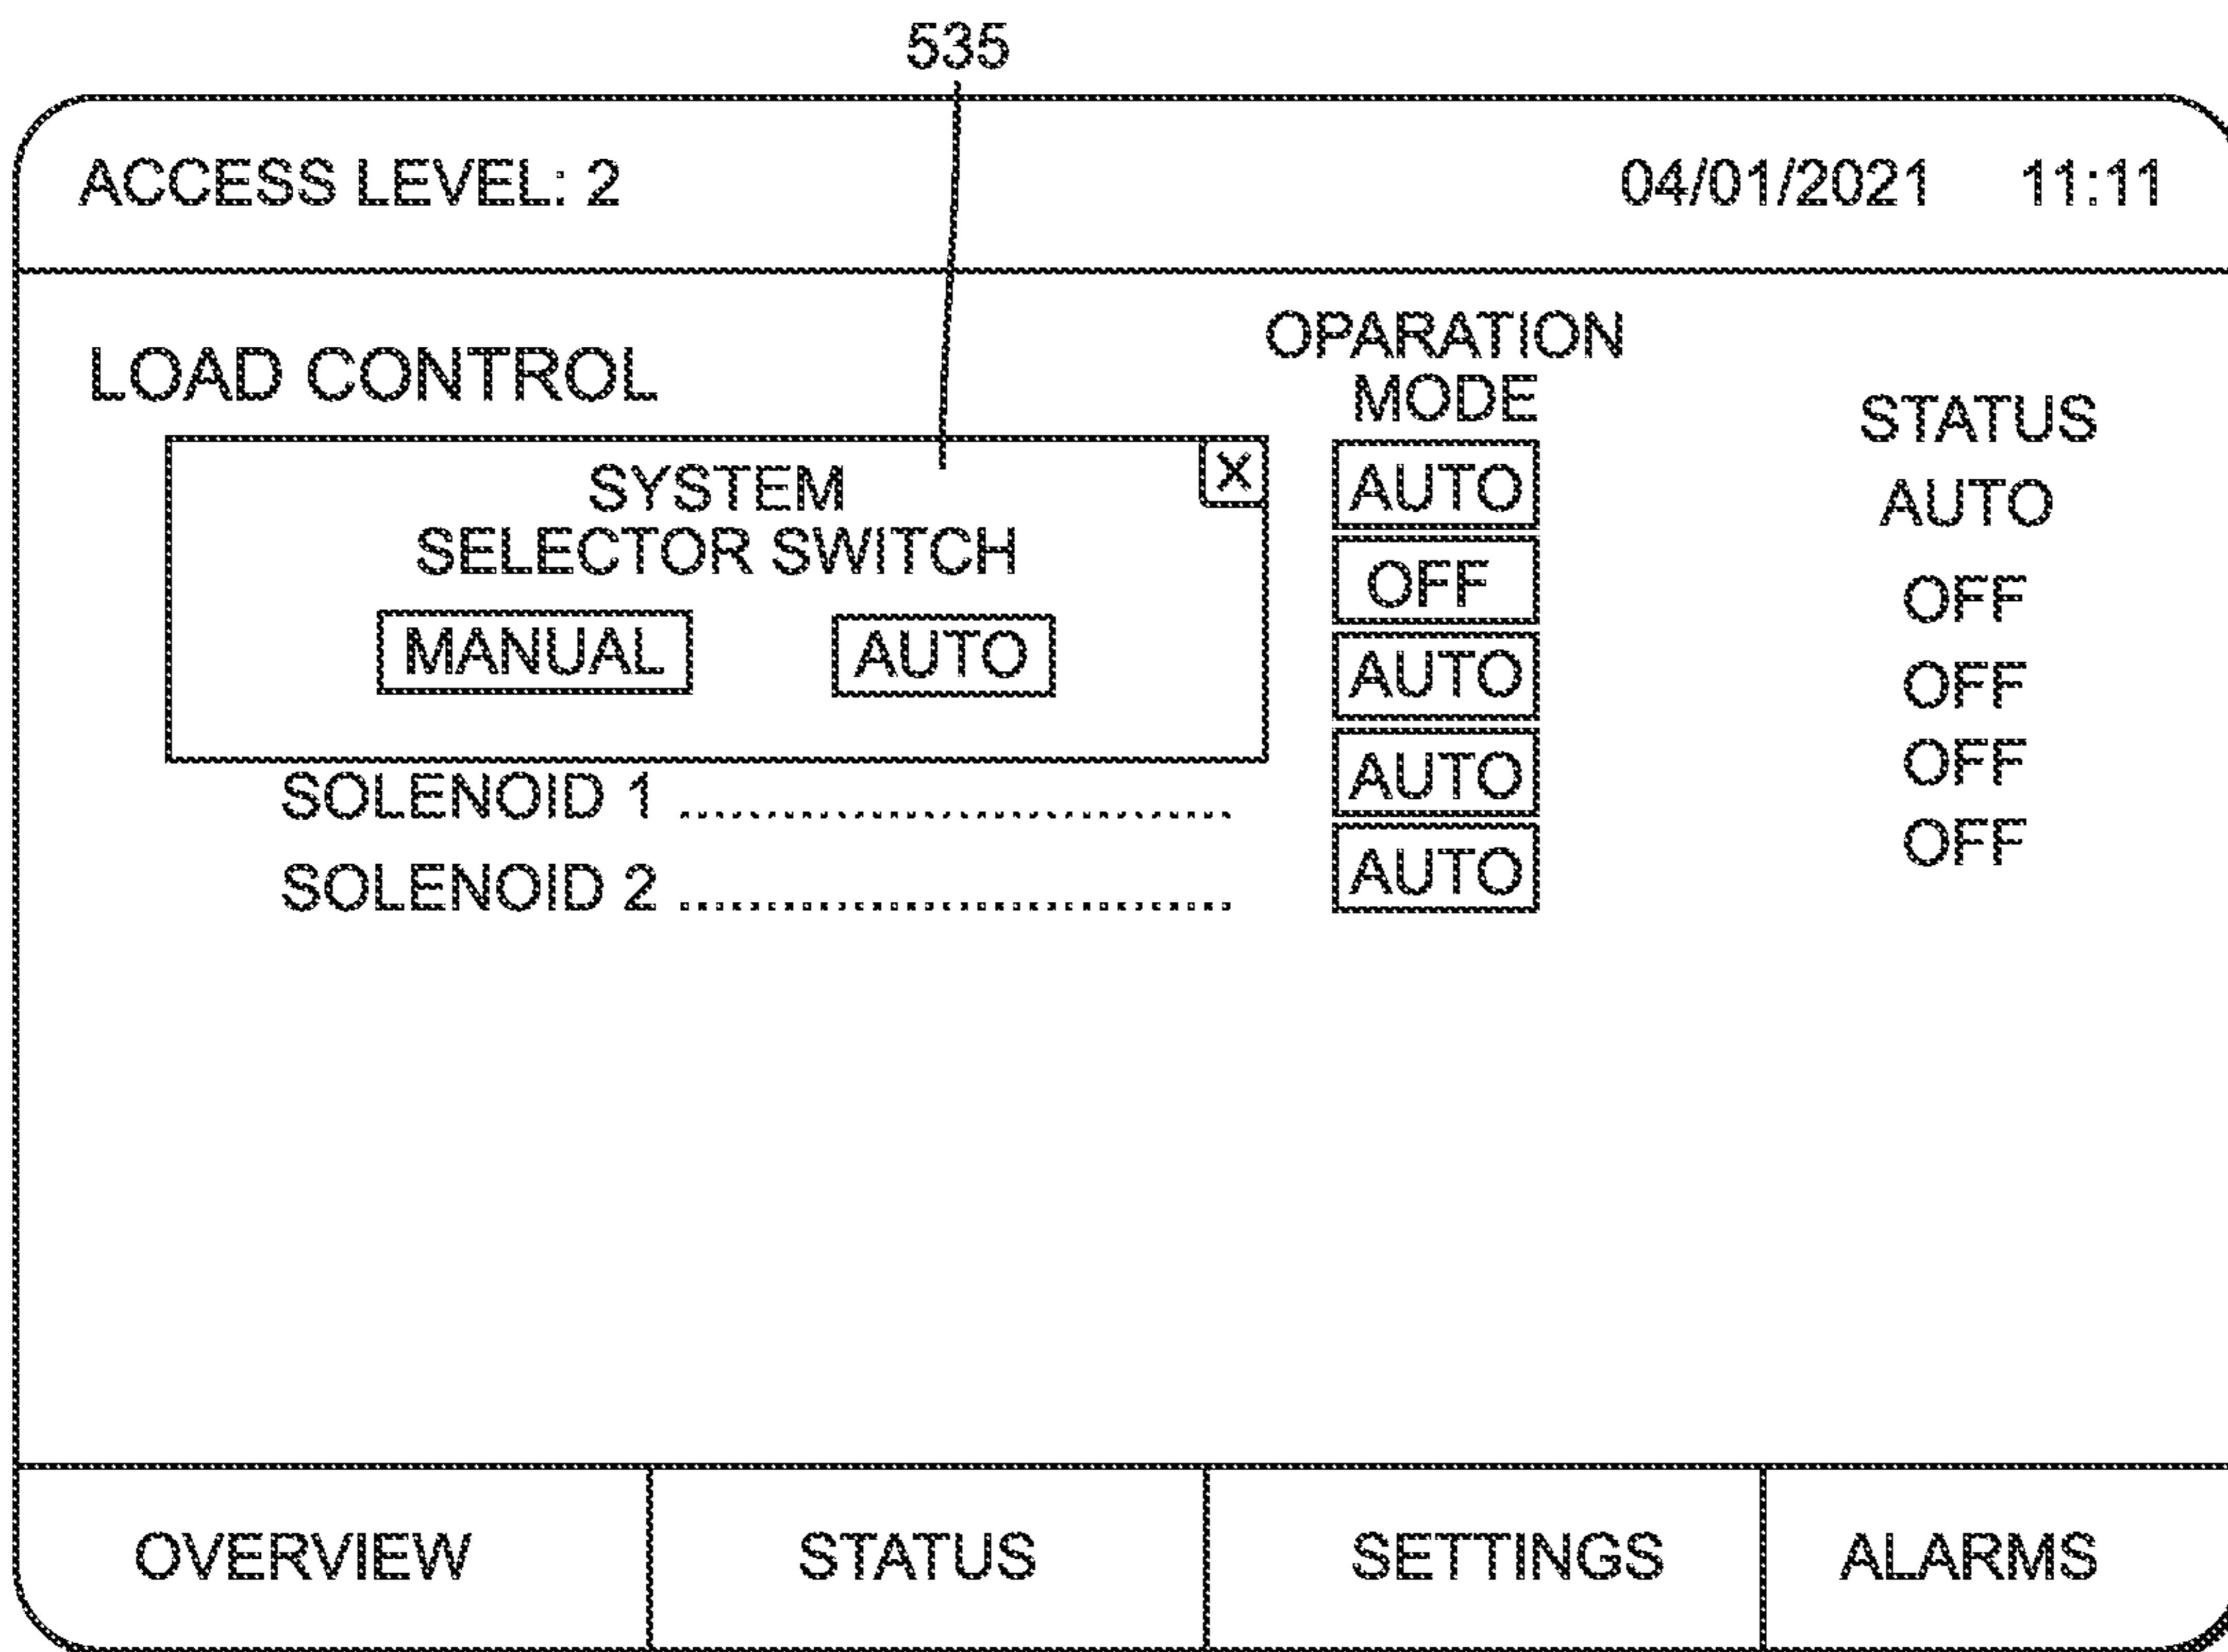 535
ACCESS LEVEL: 2 04/01/2021 11:11
LOAD CONTROL
OPARATION
MODE
STATUS
SYSTEM
SELECTOR SWITCH
X
MANUAL AUTO
AUTO AUTO
OFF OFF
AUTO OFF
SOLENOID 1 ................................ AUTO OFF
SOLENOID 2 ................................ AUTO OFF
OVERVIEW STATUS SETTINGS ALARMS